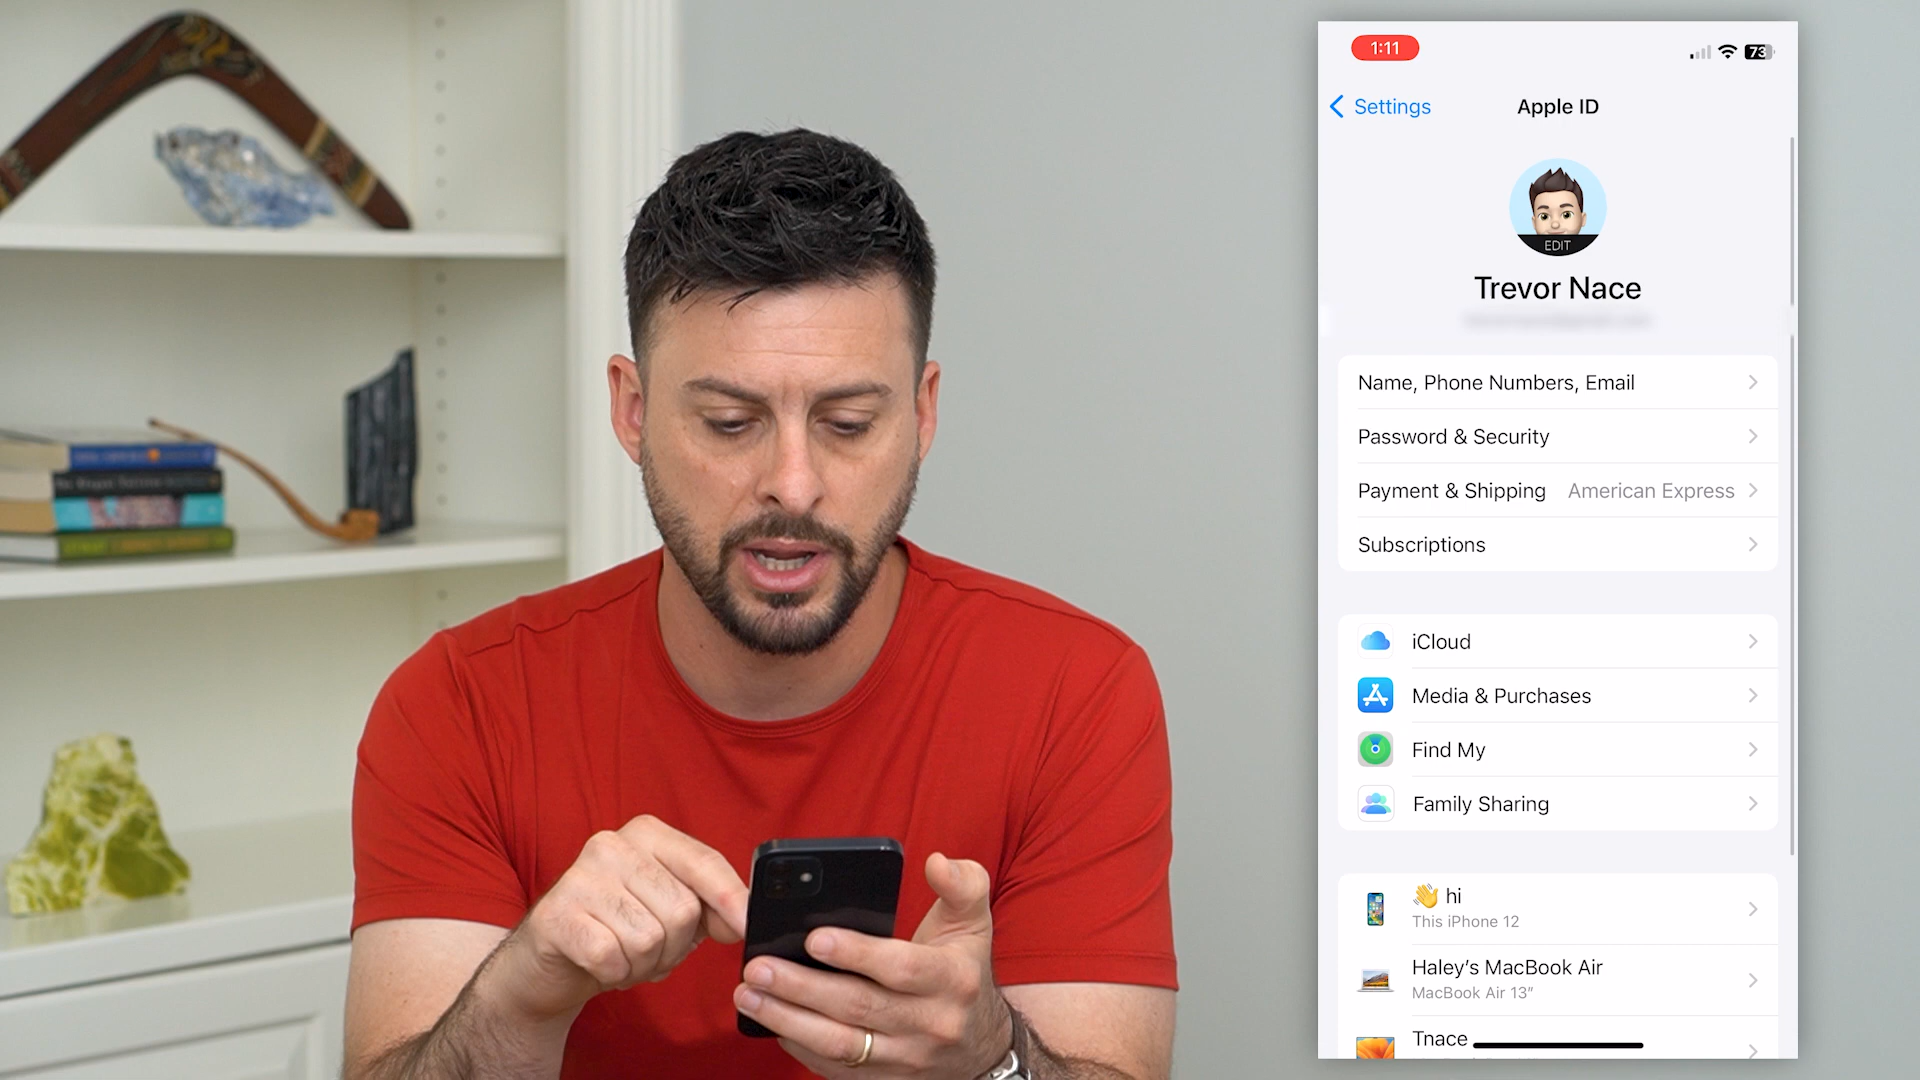 1:11
73
Settings
Apple ID
EDIT
Trevor Nace
Name, Phone Numbers, Email
Password & Security
Payment & Shipping American Express
Subscriptions
iCloud
Media & Purchases
Find My
Family Sharing
👋 hi
This iPhone 12
Haley’s MacBook Air
MacBook Air 13”
Tnace